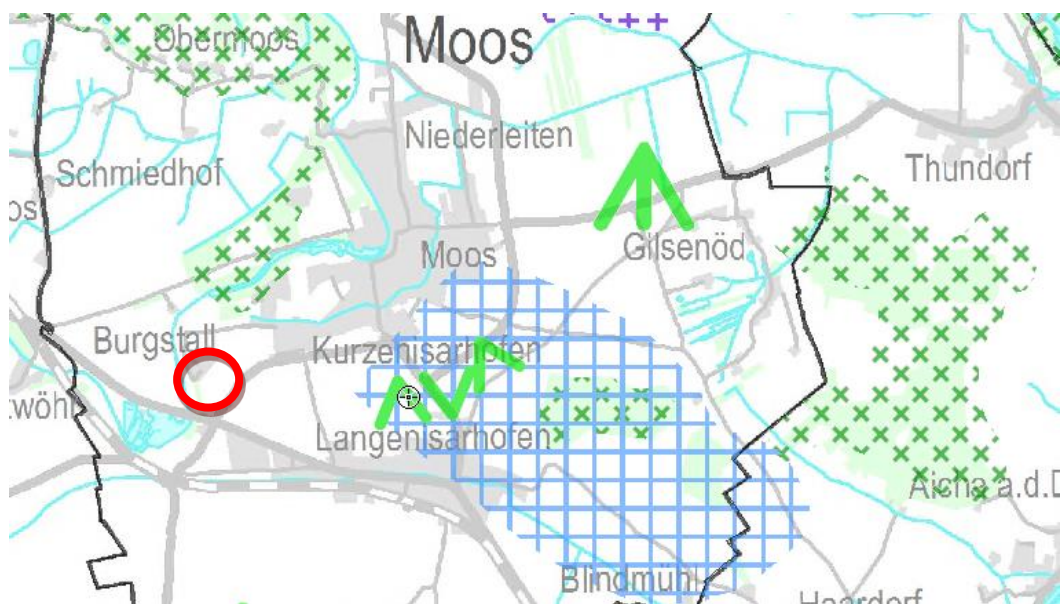 Obermoos
Moos
Niederleiten
Schmiedhof
Thundorf
Moos
Gilsenöd
Burgstall
Kurzenisarhofen
Langenisarhofen
Aicha a.d.D
Blindmühl